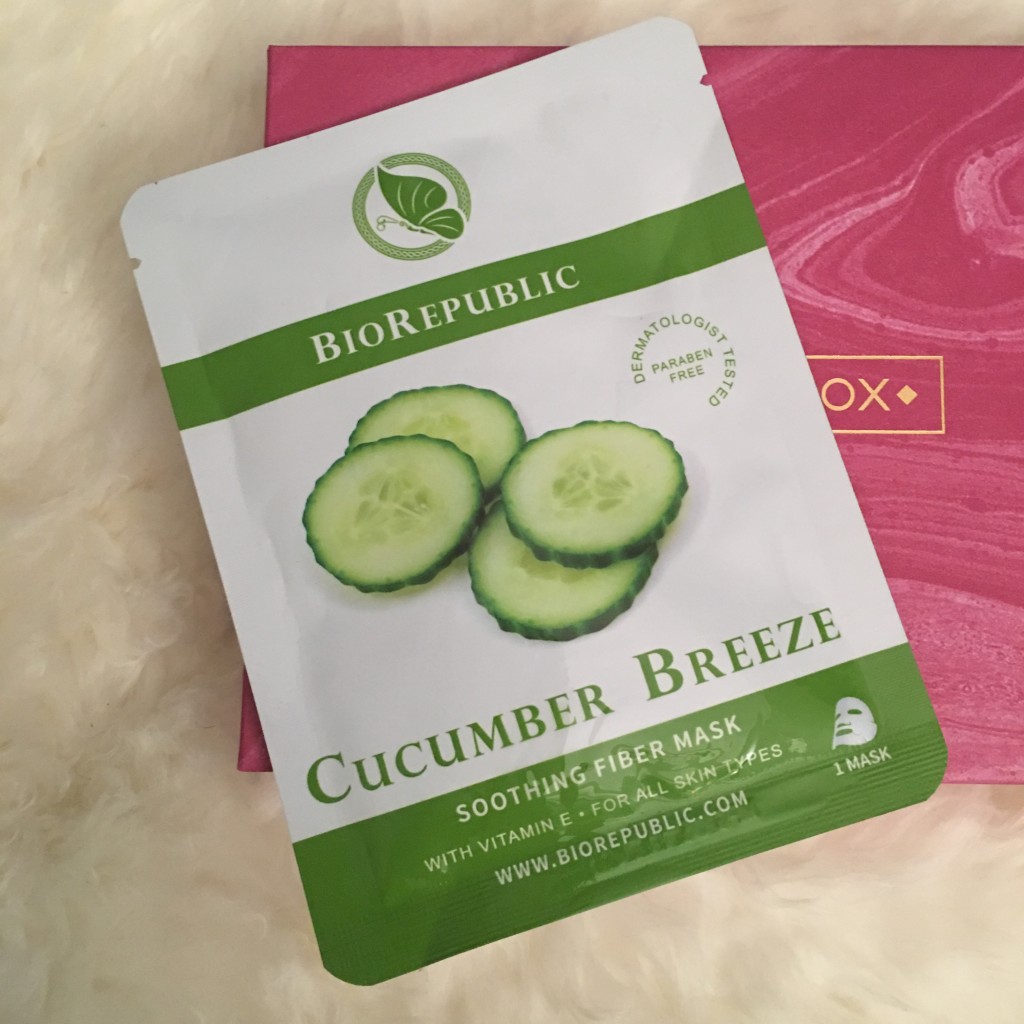 BIOREPUBLIC
DERMATOLOGIST TESTED
PARABEN
FREE
OX
CUCUMBER BREEZE
SOOTHING FIBER MASK
WITH VITAMIN E • FOR ALL SKIN TYPES
WWW.BIOREPUBLIC.COM
1 MASK